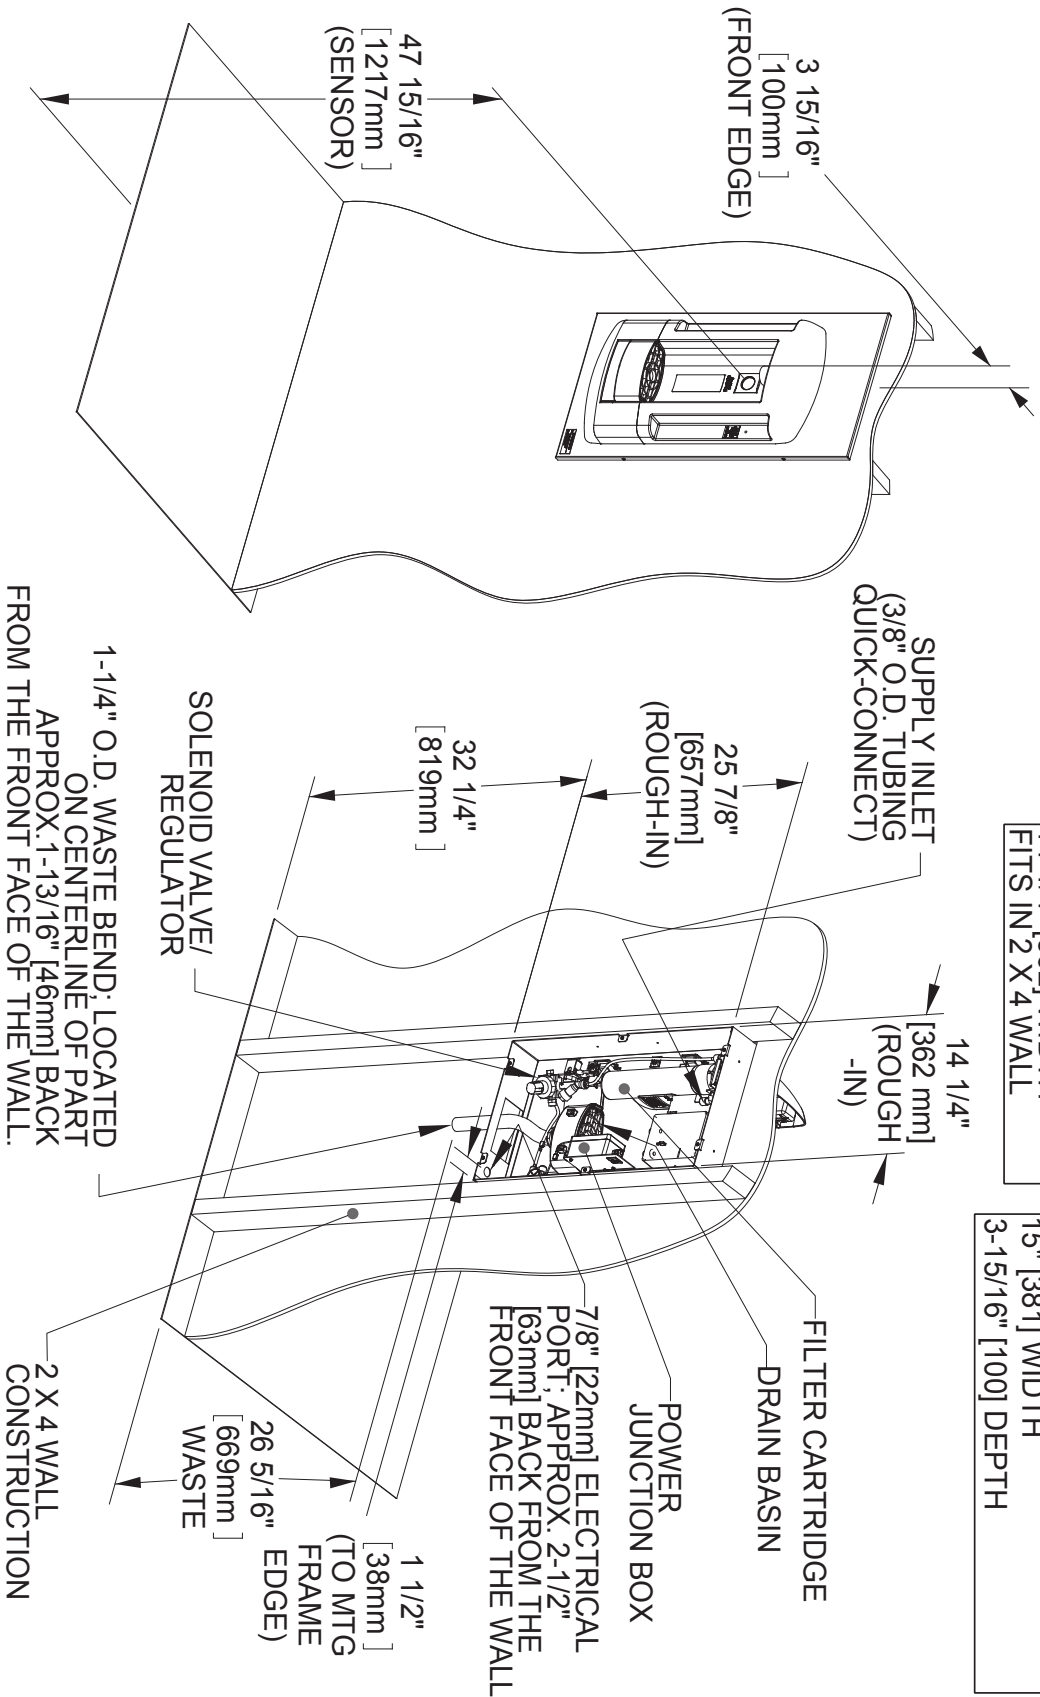 FITS IN 2 X 4 WALL
15" [381] WIDTH
3-15/16" [100] DEPTH
3 15/16"
[100mm ]
(FRONT EDGE)
47 15/16"
[1217mm ]
(SENSOR)
SUPPLY INLET
(3/8" O.D. TUBING
QUICK-CONNECT)
25 7/8"
[657mm]
(ROUGH-IN)
32 1/4"
[819mm ]
SOLENOID VALVE/
REGULATOR
1-1/4" O.D. WASTE BEND; LOCATED
ON CENTERLINE OF PART
APPROX. 1-13/16" [46mm] BACK
FROM THE FRONT FACE OF THE WALL.
14 1/4"
[362 mm]
(ROUGH
-IN)
FILTER CARTRIDGE
DRAIN BASIN
POWER
JUNCTION BOX
7/8" [22mm] ELECTRICAL
PORT; APPROX. 2-1/2"
[63mm] BACK FROM THE
FRONT FACE OF THE WALL
1 1/2"
[38mm ]
(TO MTG
FRAME
EDGE)
26 5/16"
[669mm ]
WASTE
2 X 4 WALL
CONSTRUCTION